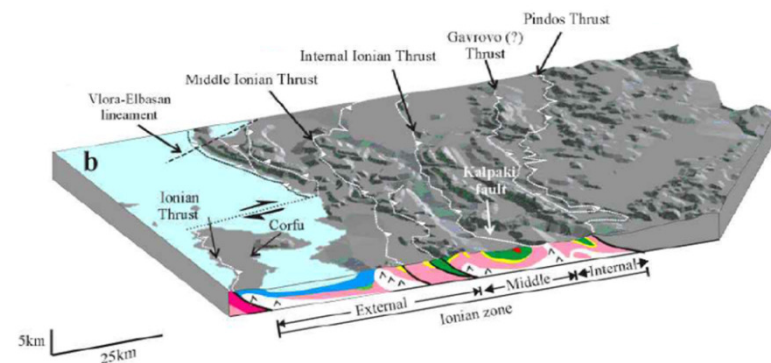 Pindos Thrust
Gavrovo (?)
Thrust
Internal Ionian Thrust
Middle Ionian Thrust
Vlora-Elbasan
lineament
b
Kalpaki
fault
Ionian
Thrust
Corfu
External
Middle
Internal
Ionian zone
5km
25km